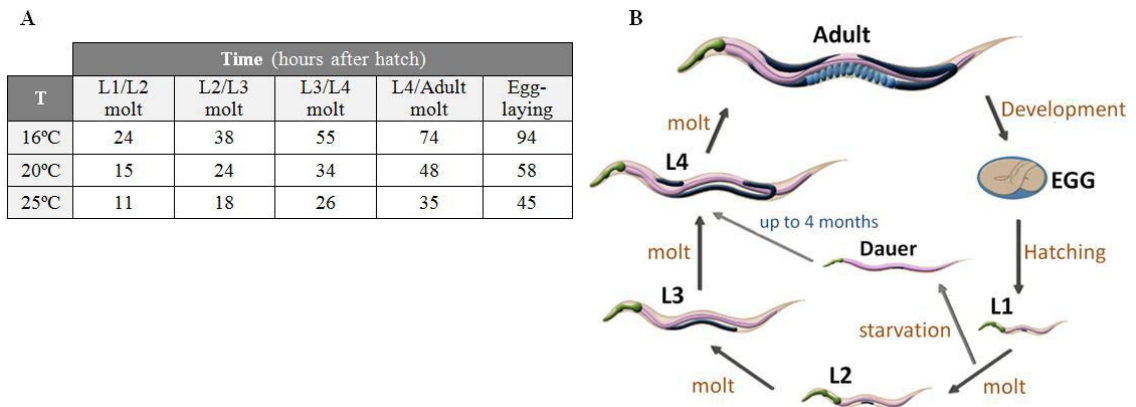 A
Time (hours after hatch)
T
L1/L2 molt
L2/L3 molt
L3/L4 molt
L4/Adult molt
Egg-laying
16ºC 24 38 55 74 94
20ºC 15 24 34 48 58
25ºC 11 18 26 35 45
B
Adult
molt
Development
L4
EGG
up to 4 months
Dauer
molt
Hatching
L3
L1
starvation
molt
L2
molt